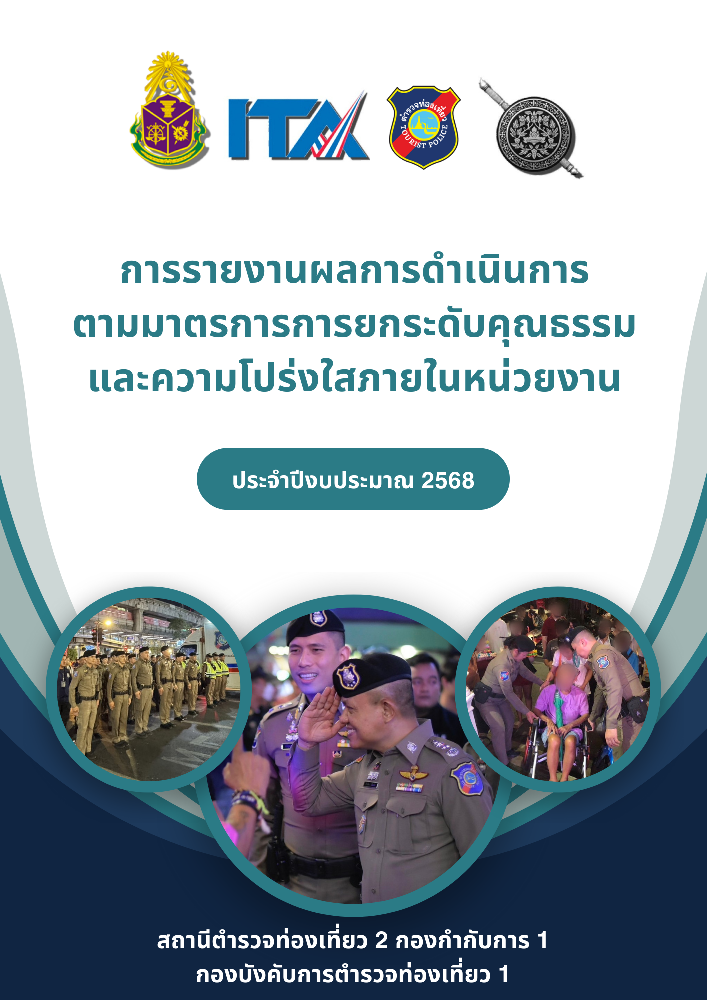 ITA
ตำรวจท่องเที่ยว
TOURIST POLICE
การรายงานผลการดำเนินการ
ตามมาตรการการยกระดับคุณธรรม
และความโปร่งใสภายในหน่วยงาน
ประจำปีงบประมาณ 2568
สถานีตำรวจท่องเที่ยว 2 กองกำกับการ 1
กองบังคับการตำรวจท่องเที่ยว 1